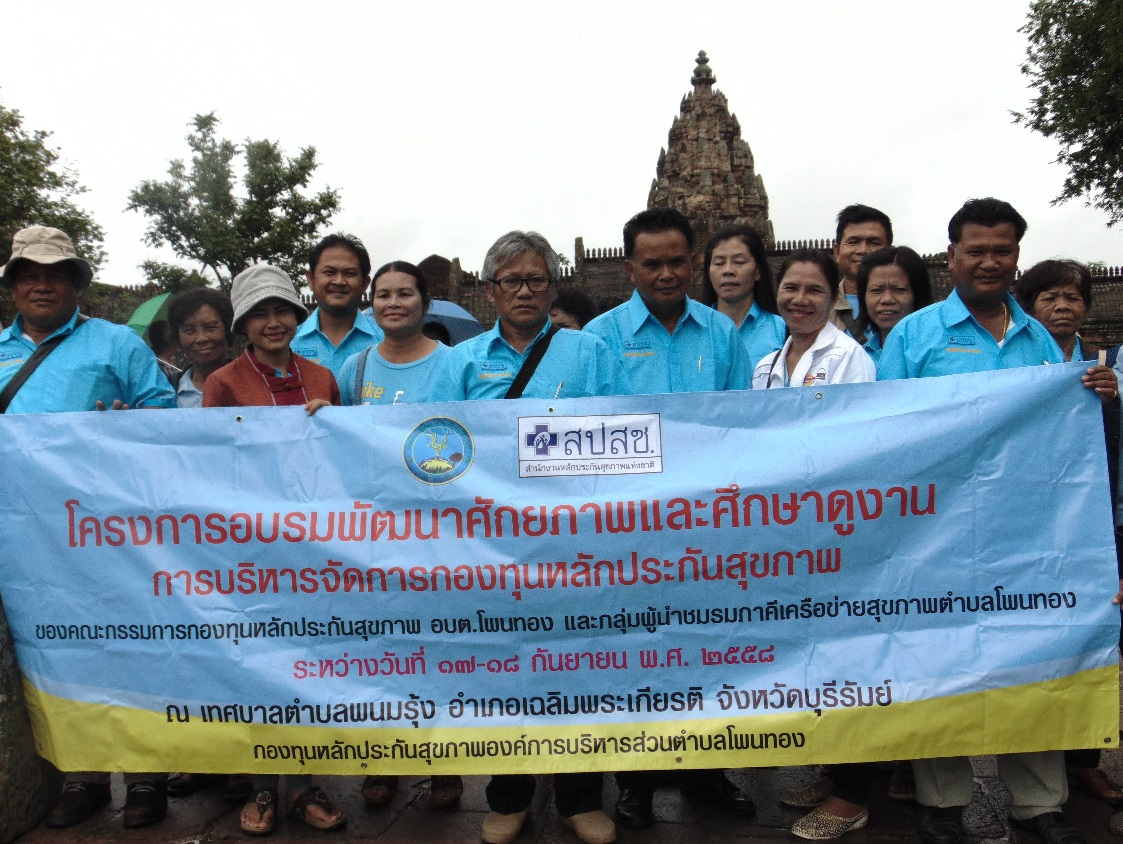 สปสช.
สำนักงานหลักประกันสุขภาพแห่งชาติ
โครงการอบรมพัฒนาศักยภาพและศึกษาดูงาน
การบริหารจัดการกองทุนหลักประกันสุขภาพ
ของคณะกรรมการกองทุนหลักประกันสุขภาพ อบต.โพนทอง และกลุ่มผู้นำชมรมภาคีเครือข่ายสุขภาพตำบลโพนทอง
ระหว่างวันที่ ๑๗-๑๘ กันยายน พ.ศ. ๒๕๕๘
ณ เทศบาลตำบลพนมรุ้ง อำเภอเฉลิมพระเกียรติ จังหวัดบุรีรัมย์
กองทุนหลักประกันสุขภาพองค์การบริหารส่วนตำบลโพนทอง